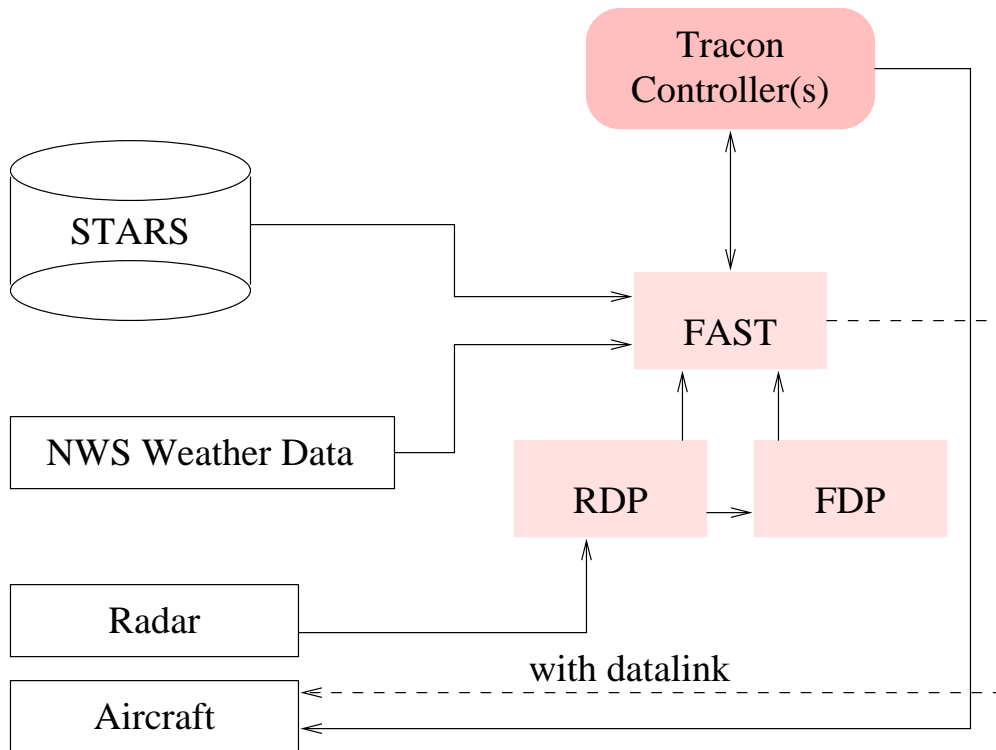 Tracon
Controller(s)
STARS
FAST
NWS Weather Data
RDP
FDP
Radar
with datalink
Aircraft